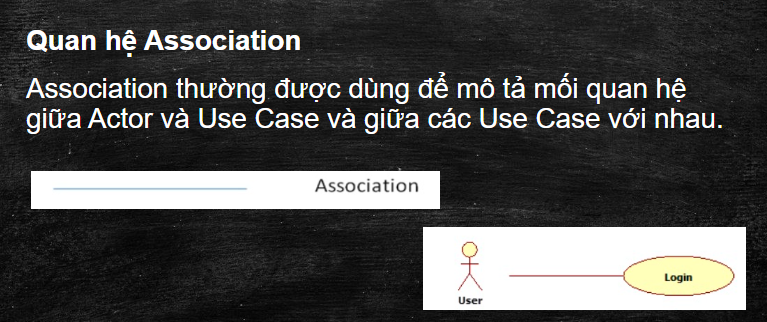 Quan hệ Association
Association thường được dùng để mô tả mối quan hệ
giữa Actor và Use Case và giữa các Use Case với nhau.
Association
Login
User